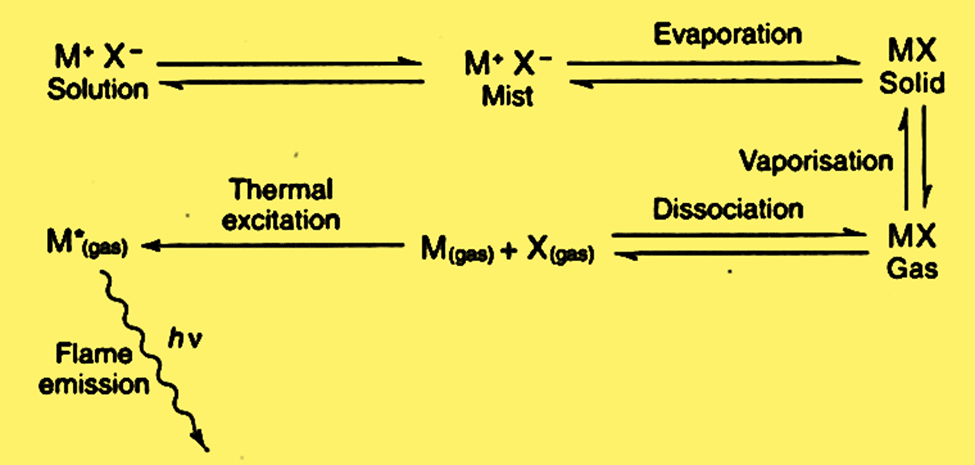 M⁺ X⁻
Solution
M⁺ X⁻
Mist
Evaporation
MX
Solid
Vaporisation
MX
Gas
Dissociation
M(gas) + X(gas)
Thermal
excitation
M*(gas)
hν
Flame
emission